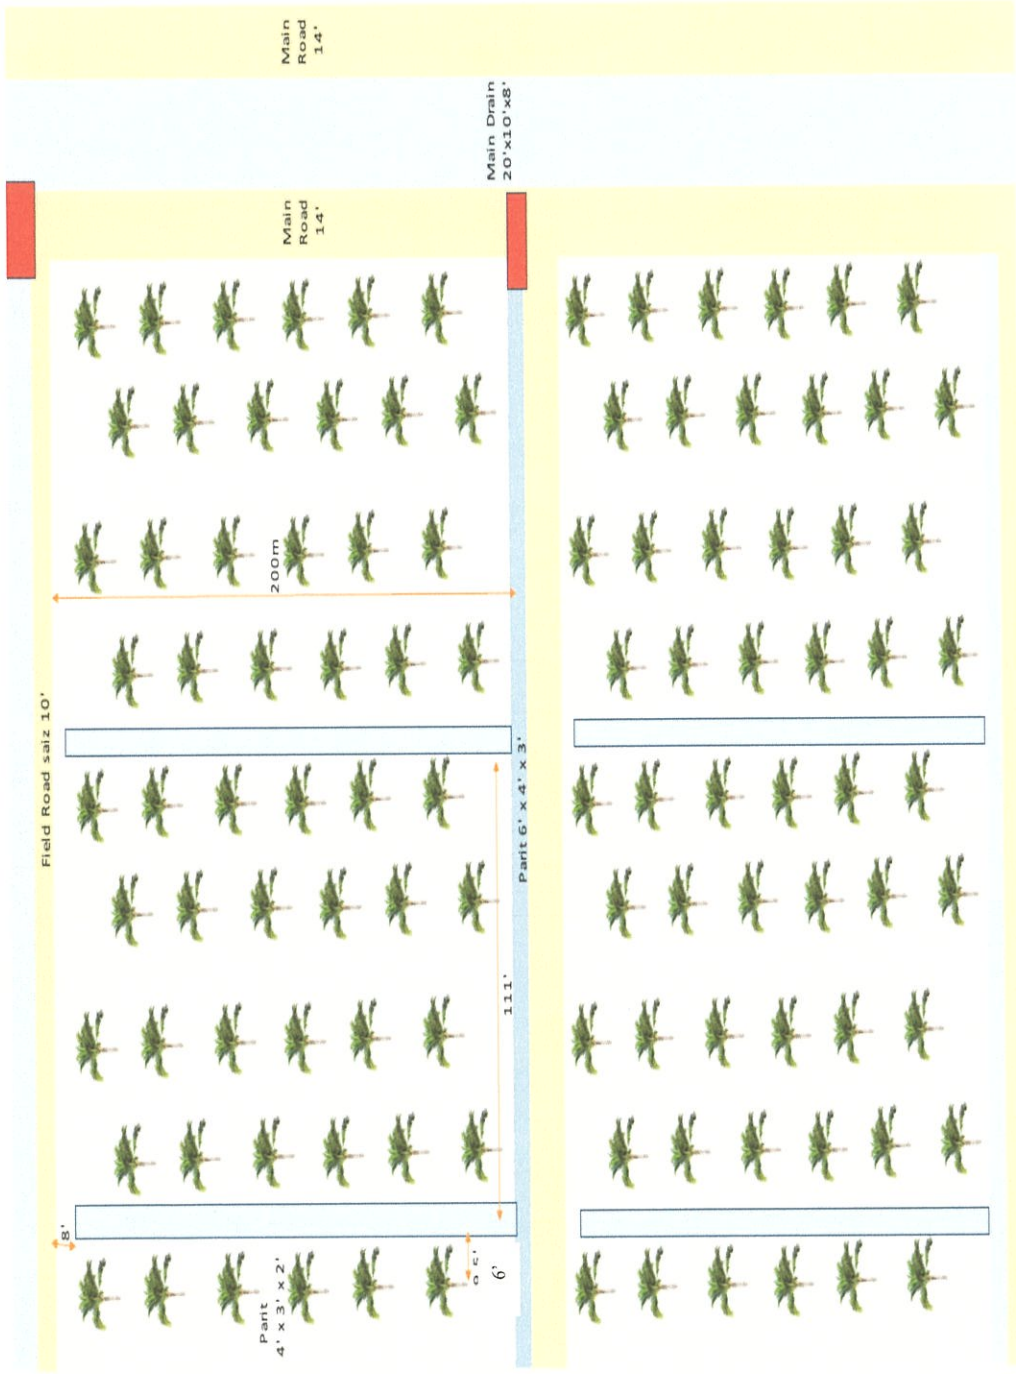 Main
Road
14'
Main Drain
20'x10'x8'
Main
Road
14'
200m
Field Road saiz 10'
Parit 6' x 4' x 3'
111'
8'
6'
Parit
4' x 3' x 2'